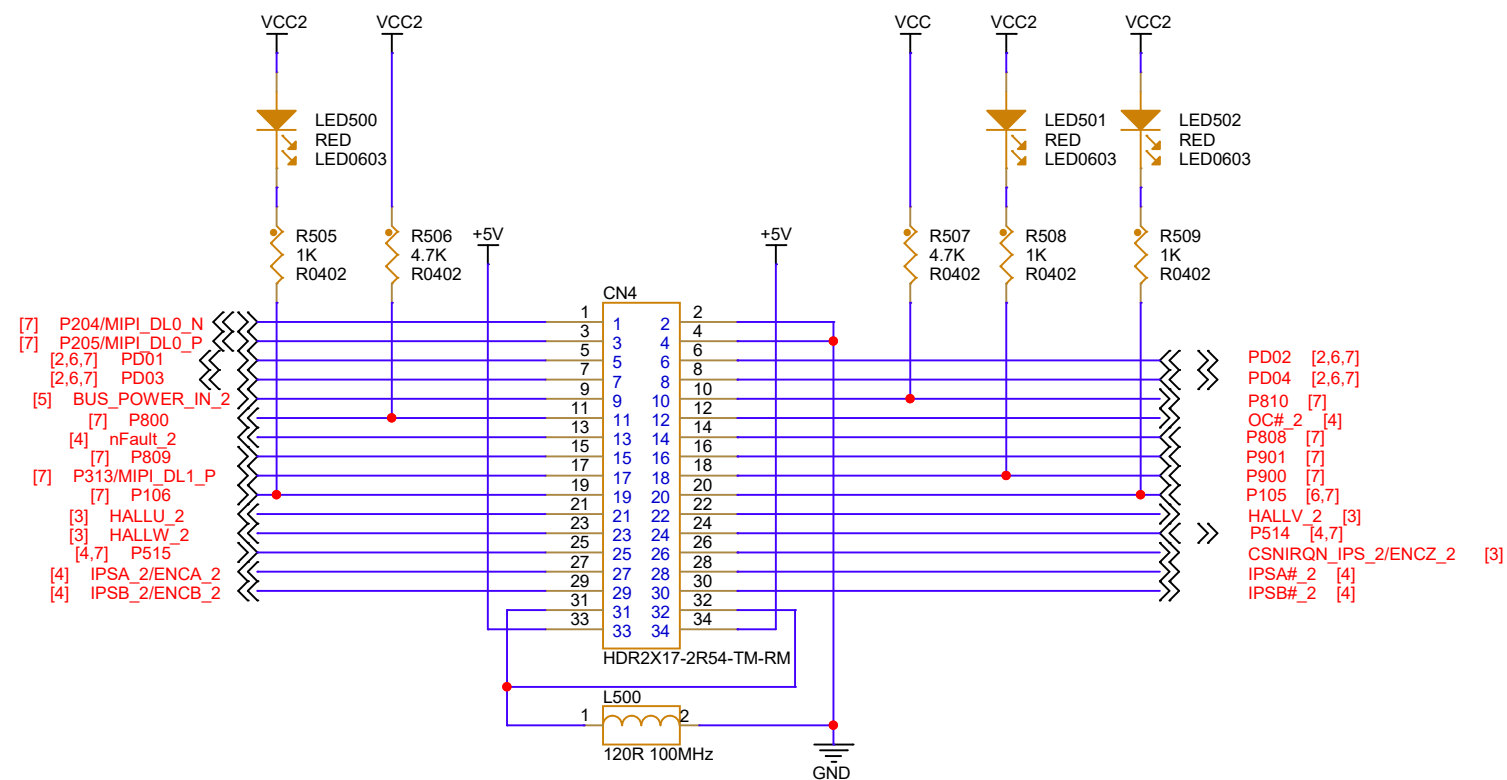 VCC2
VCC2
VCC
VCC2
VCC2
LED500
RED
LED0603
LED501
RED
LED0603
LED502
RED
LED0603
R505
1K
R0402
R506
4.7K
R0402
+5V
+5V
R507
4.7K
R0402
R508
1K
R0402
R509
1K
R0402
CN4
[7] P204/MIPI_DL0_N 1 1 2 2
[7] P205/MIPI_DL0_P 3 3 4 4
[2,6,7] PD01 5 5 6 6 PD02 [2,6,7]
[2,6,7] PD03 7 7 8 8 PD04 [2,6,7]
[5] BUS_POWER_IN_2 9 9 10 10 P810 [7]
[7] P800 11 11 12 12 OC#_2 [4]
[4] nFault_2 13 13 14 14 P808 [7]
[7] P809 15 15 16 16 P901 [7]
[7] P313/MIPI_DL1_P 17 17 18 18 P900 [7]
[7] P106 19 19 20 20 P105 [6,7]
[3] HALLU_2 21 21 22 22 HALLV_2 [3]
[3] HALLW_2 23 23 24 24 P514 [4,7]
[4,7] P515 25 25 26 26 CSNIRQN_IPS_2/ENCZ_2 [3]
[4] IPSA_2/ENCA_2 27 27 28 28 IPSA#_2 [4]
[4] IPSB_2/ENCB_2 29 29 30 30 IPSB#_2 [4]
31 31 32 32
33 33 34 34
HDR2X17-2R54-TM-RM
L500
1 2
120R 100MHz
GND